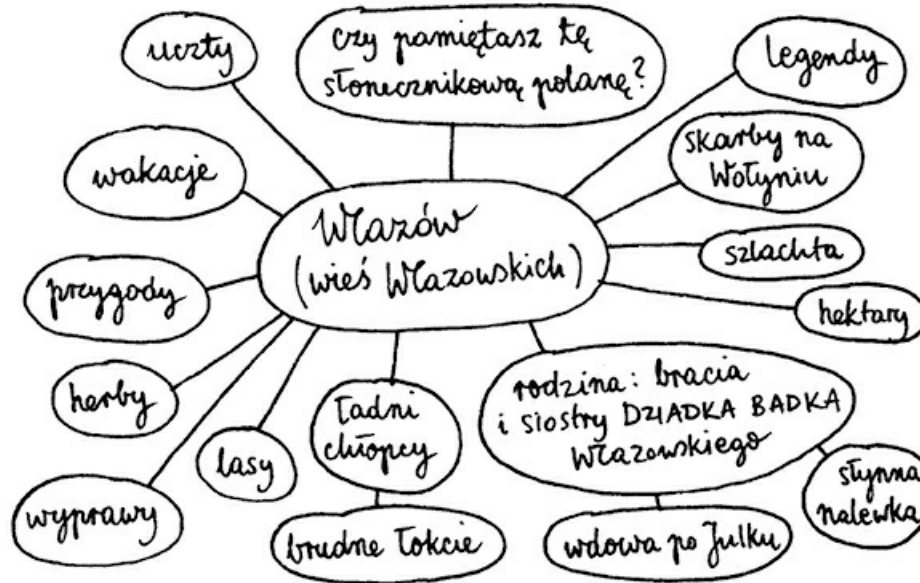 uczty
czy pamiętasz tę
słonecznikową polanę?
legendy
wakacje
skarby na
Wołyniu
Wlazów
(wieś Wlazowskich)
szlachta
przygody
hektary
herby
ładni
chłopcy
rodzina: bracia
i siostry DZIADKA BADKA
Wlazowskiego
lasy
słynna
nalewka
wyprawy
brudne łokcie
wdowa po Julku